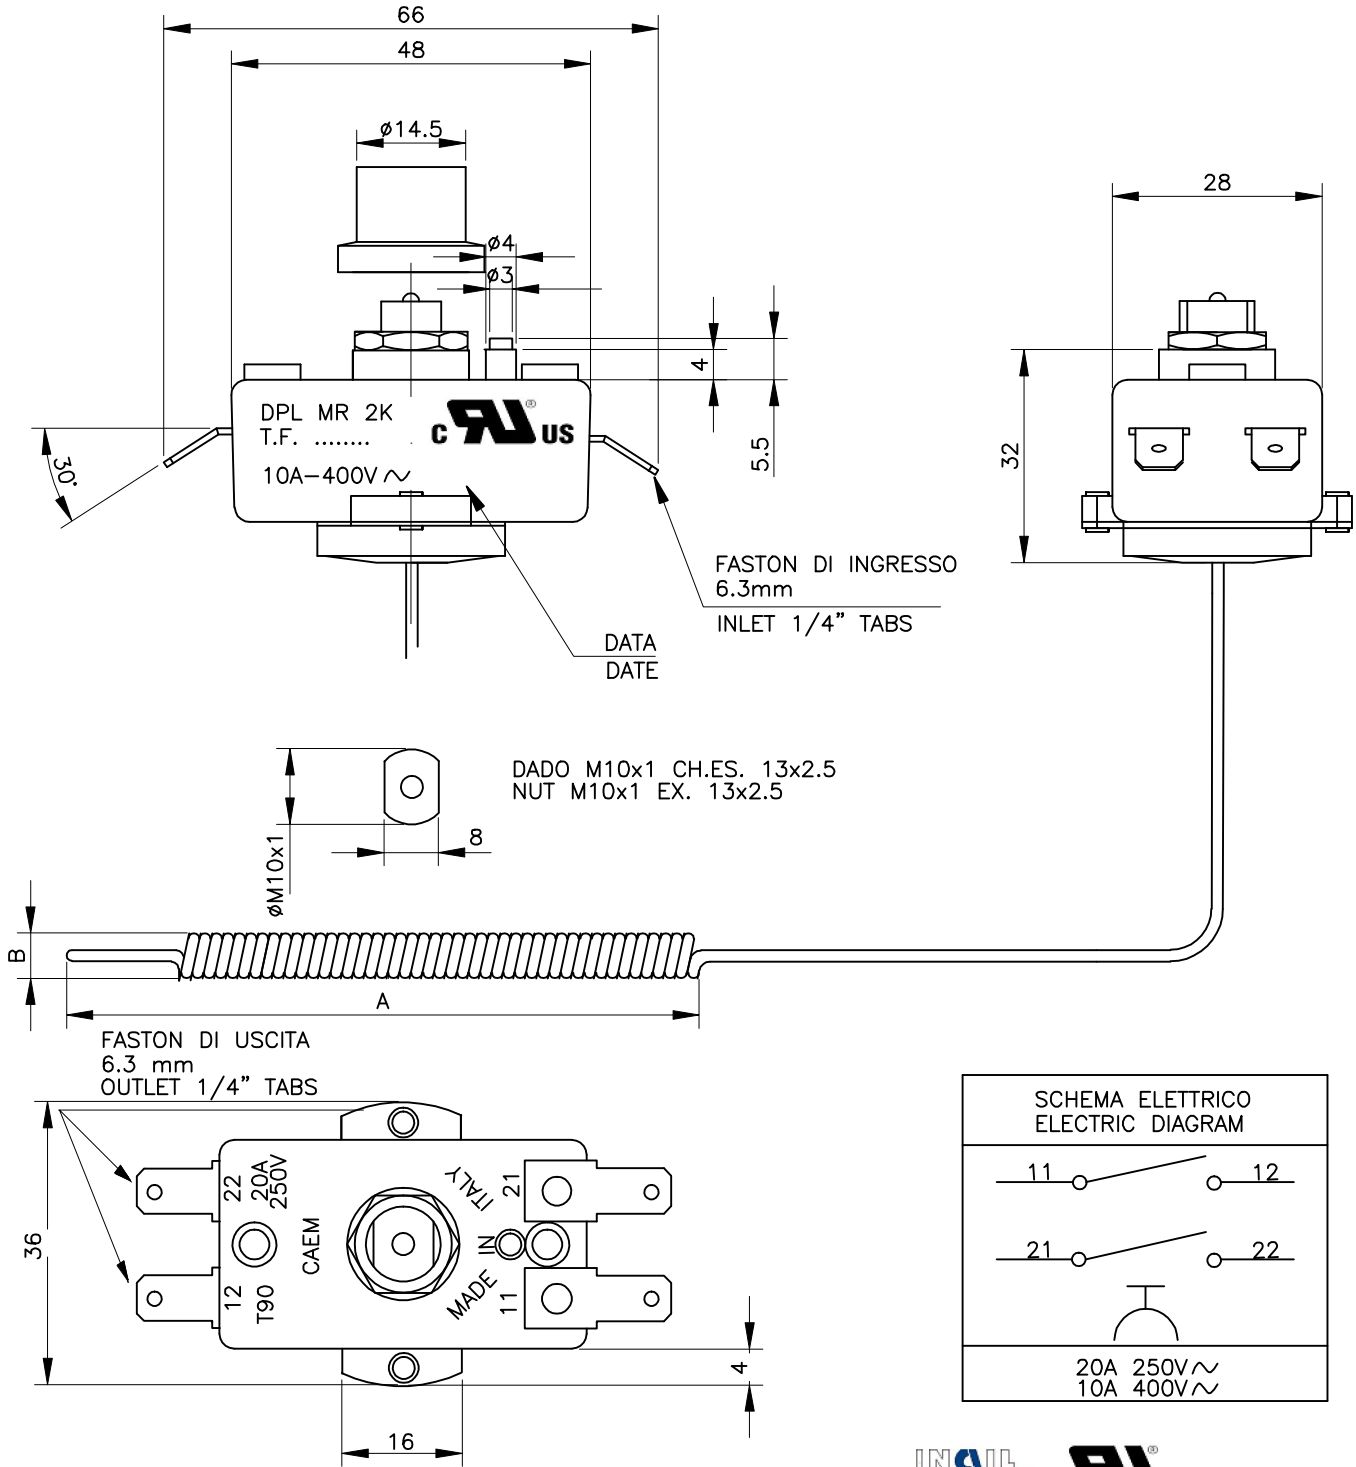 66
48
ø14.5
28
ø4
ø3
4
5.5
32
DPL MR 2K
T.F. ........
c RU ® US
10A-400V~
30°
FASTON DI INGRESSO
6.3mm
INLET 1/4" TABS
DATA
DATE
DADO M10x1 CH.ES. 13x2.5
NUT M10x1 EX. 13x2.5
8
øM10x1
B
A
FASTON DI USCITA
6.3 mm
OUTLET 1/4" TABS
36
22
20A
250V
12
T90
CAEM
MADE IN ITALY
21
11
4
16
SCHEMA ELETTRICO
ELECTRIC DIAGRAM
11 12
21 22
20A 250V~
10A 400V~
INAIL
RU ®